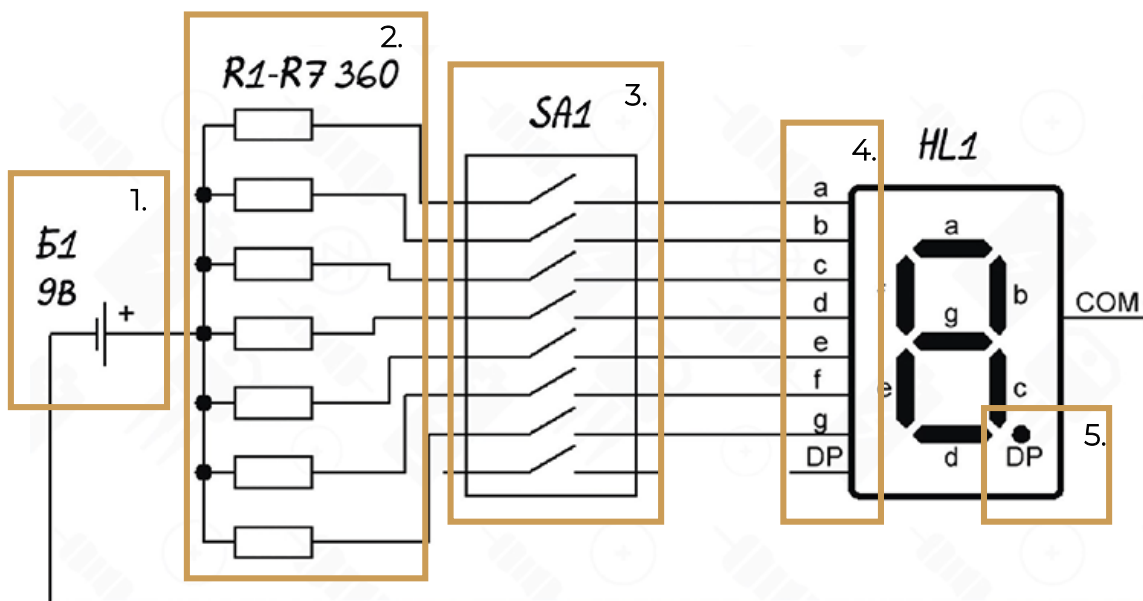 1.
Б1
9В
+
2.
R1-R7 360
3.
SA1
4.
a
b
c
d
e
f
g
DP
HL1
a
b
g
e
c
d
COM
5.
DP